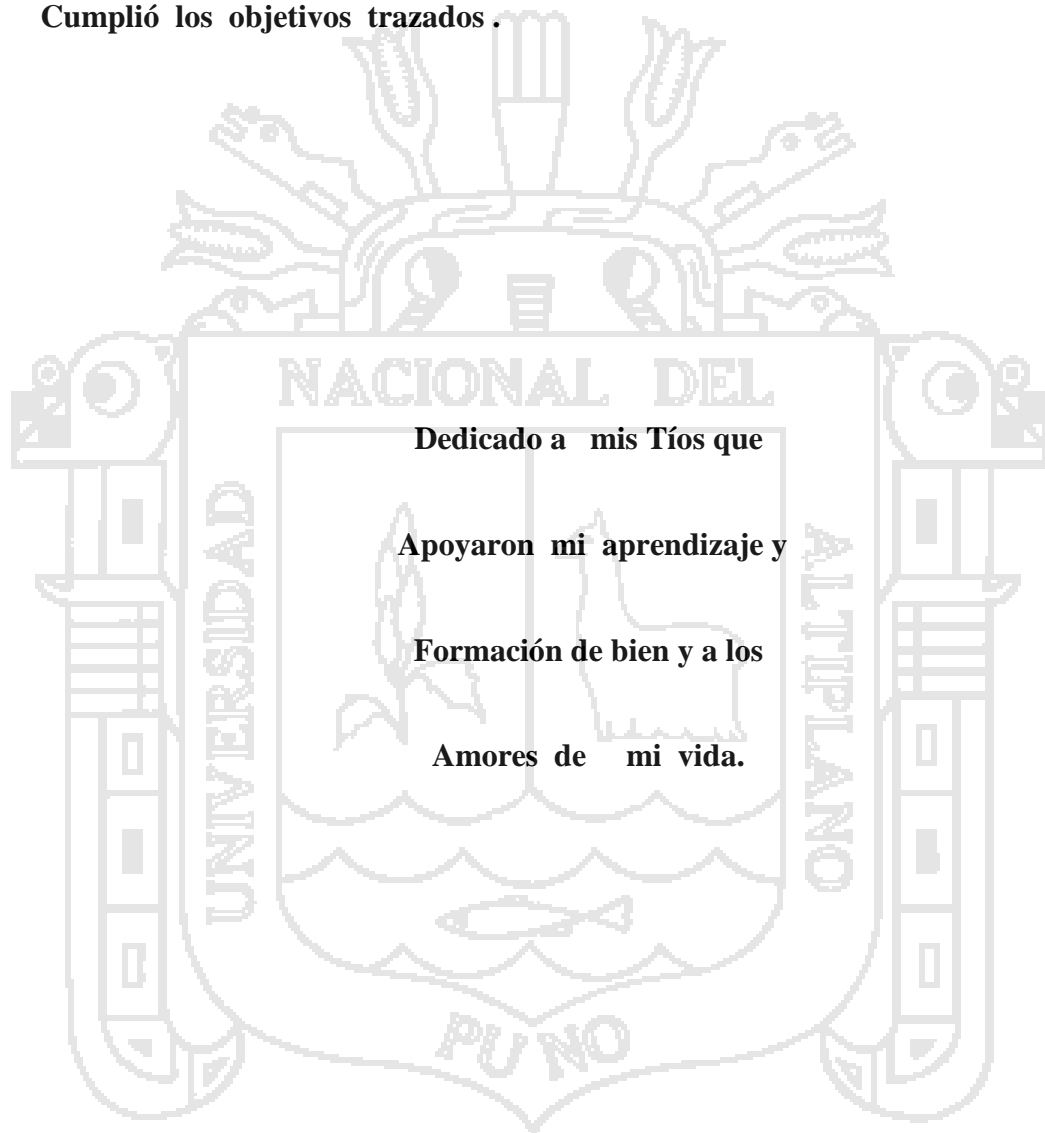 Cumplió los objetivos trazados .
NACIONAL DEL
Dedicado a mis Tíos que
Apoyaron mi aprendizaje y
Formación de bien y a los
Amores de mi vida.
UNIVERSIDAD
ALTIPLANO
PUNO